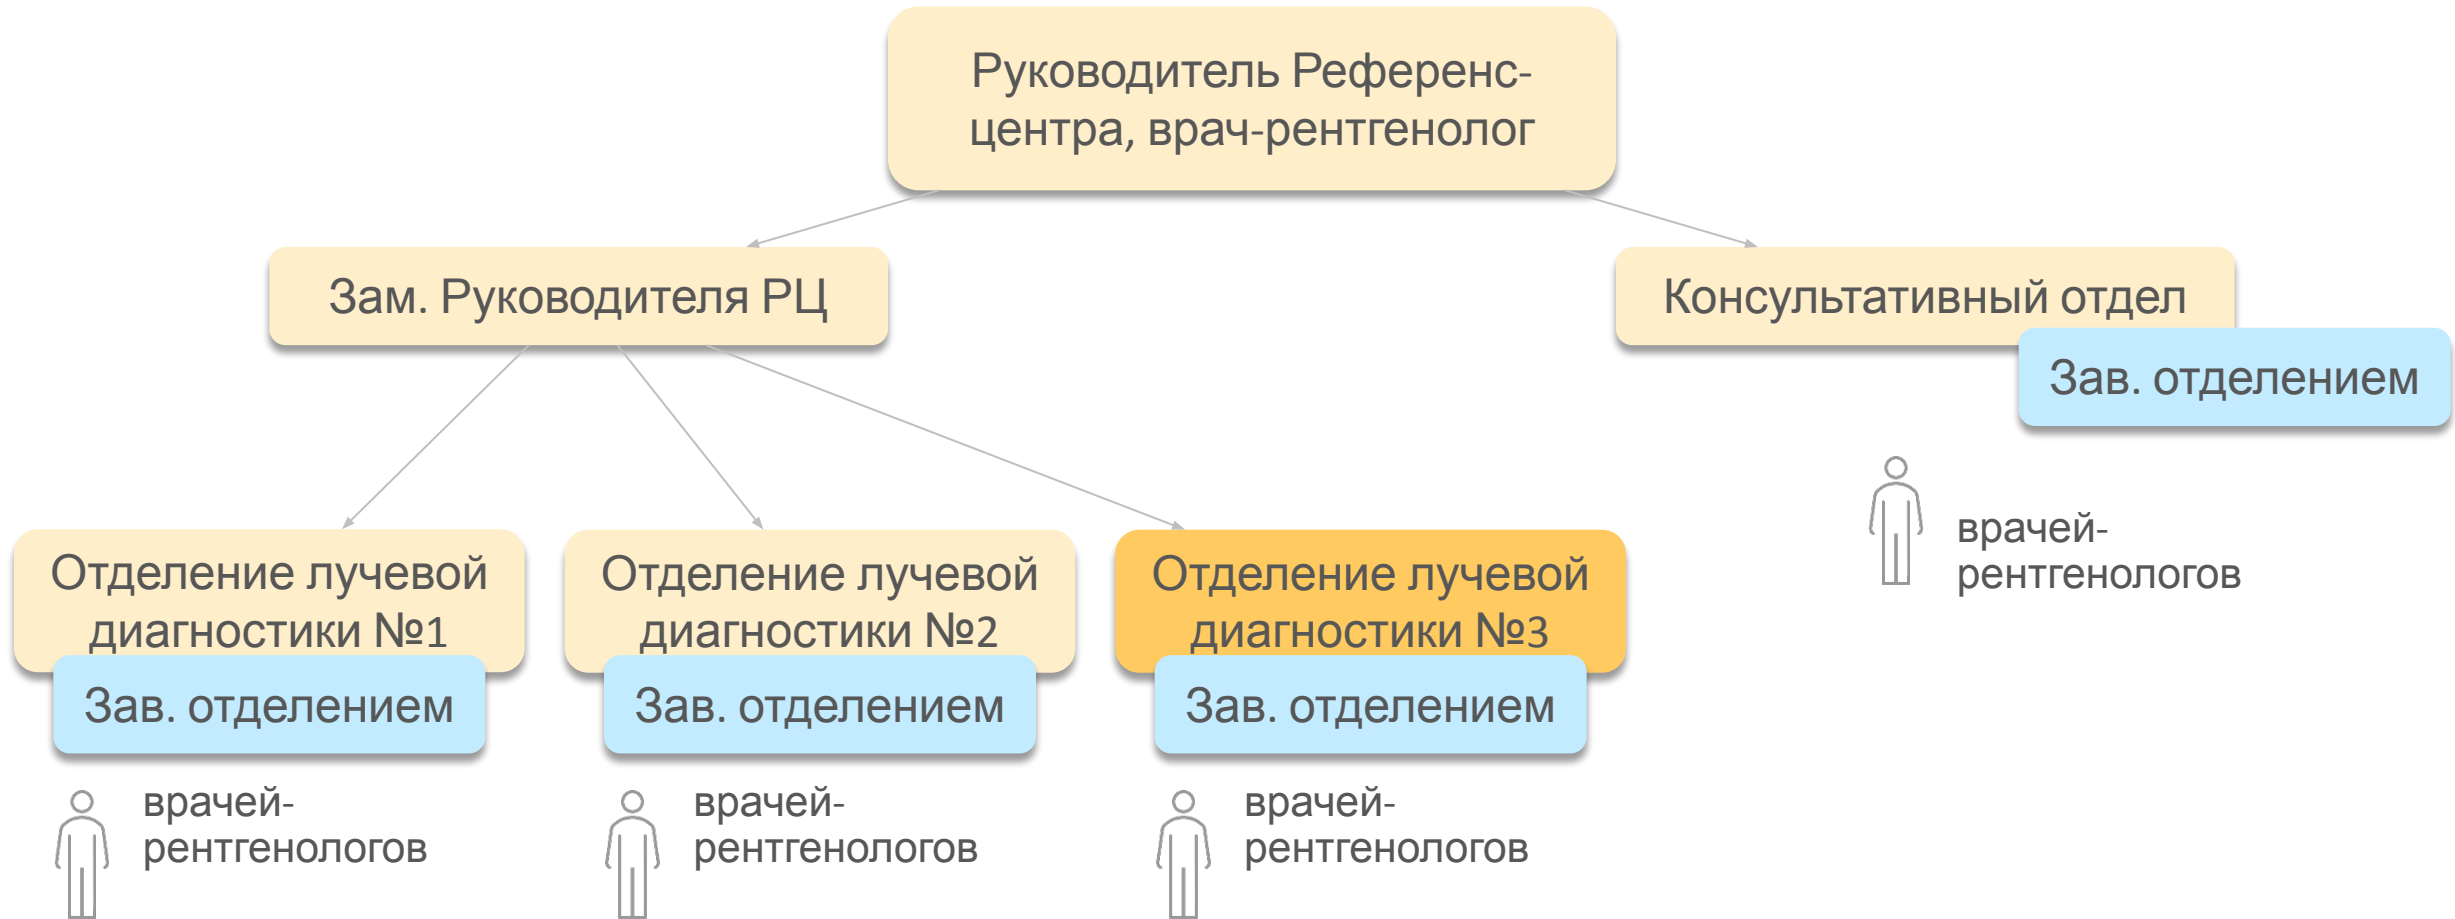 Руководитель Референс-
центра, врач-рентгенолог
Зам. Руководителя РЦ
Консультативный отдел
Зав. отделением
врачей-
рентгенологов
Отделение лучевой
диагностики №1
Зав. отделением
врачей-
рентгенологов
Отделение лучевой
диагностики №2
Зав. отделением
врачей-
рентгенологов
Отделение лучевой
диагностики №3
Зав. отделением
врачей-
рентгенологов